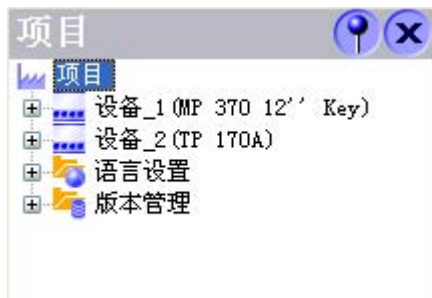 项目
项目
设备_1(MP 370 12'' Key)
设备_2(TP 170A)
语言设置
版本管理